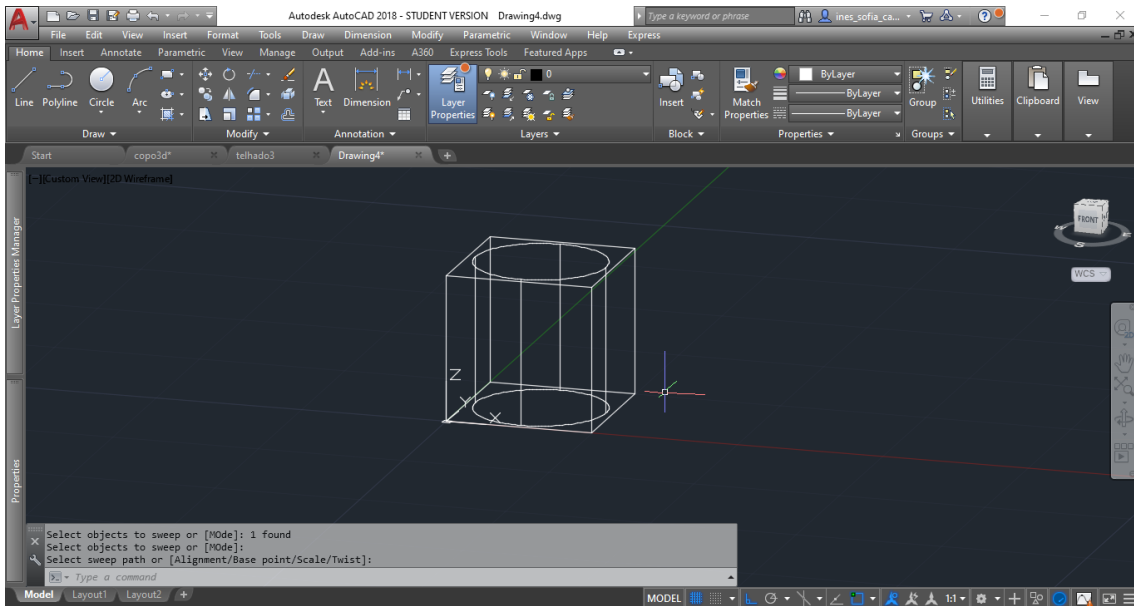 Autodesk AutoCAD 2018 - STUDENT VERSION Drawing4.dwg
Type a keyword or phrase
ines_sofia_ca...
File Edit View Insert Format Tools Draw Dimension Modify Parametric Window Help Express
Home Insert Annotate Parametric View Manage Output Add-ins A360 Express Tools Featured Apps
0
ByLayer
ByLayer
ByLayer
Line Polyline Circle Arc
Text Dimension
Layer Properties
Insert
Match Properties
Group
Utilities Clipboard View
Draw Modify Annotation Layers Block Properties Groups
Start copo3d* telhado3 Drawing4*
[−][Custom View][2D Wireframe]
Layer Properties Manager
FRONT
W
S
E
WCS
Z
Y
X
Properties
Select objects to sweep or [MOde]: 1 found
Select objects to sweep or [MOde]:
Select sweep path or [Alignment/Base point/Scale/Twist]:
Type a command
Model Layout1 Layout2 +
MODEL
1:1